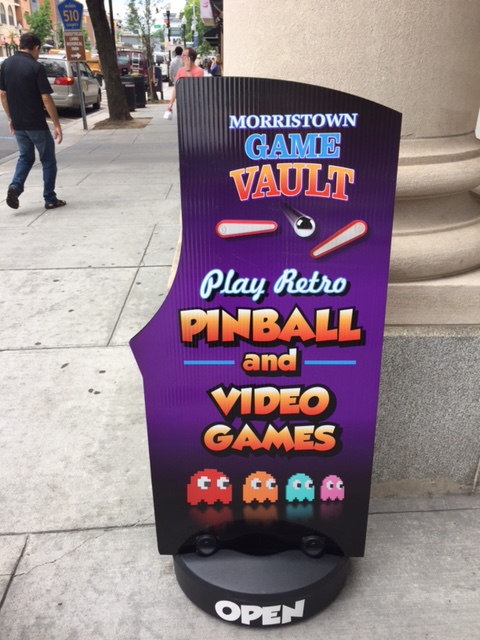 510
MORRISTOWN
GAME
VAULT
Play Retro
PINBALL
and
VIDEO
GAMES
OPEN